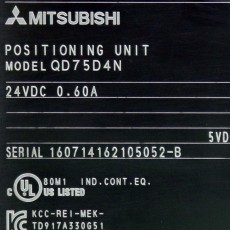 MITSUBISHI
POSITIONING UNIT
MODEL QD75D4N
24VDC 0.60A
5VD
SERIAL 160714162105052-B
80M1 IND.CONT.EQ.
c UL US LISTED
KCC-REI-MEK-
TD917A330G51